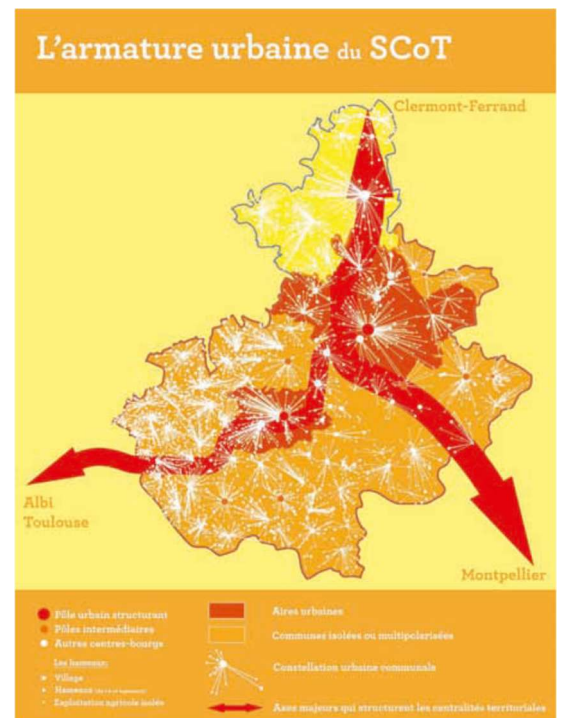 L'armature urbaine du SCoT
Clermont-Ferrand
Albi
Toulouse
Montpellier
Pôle urbain structurant
Pôles intermédiaires
Autres centres-bourgs
Les hameaux:
Village
Hameaux
Exploitation agricole isolée
Aires urbaines
Communes isolées ou multipolarisées
Constellation urbaine communale
Axes majeurs qui structurent les centralités territoriales